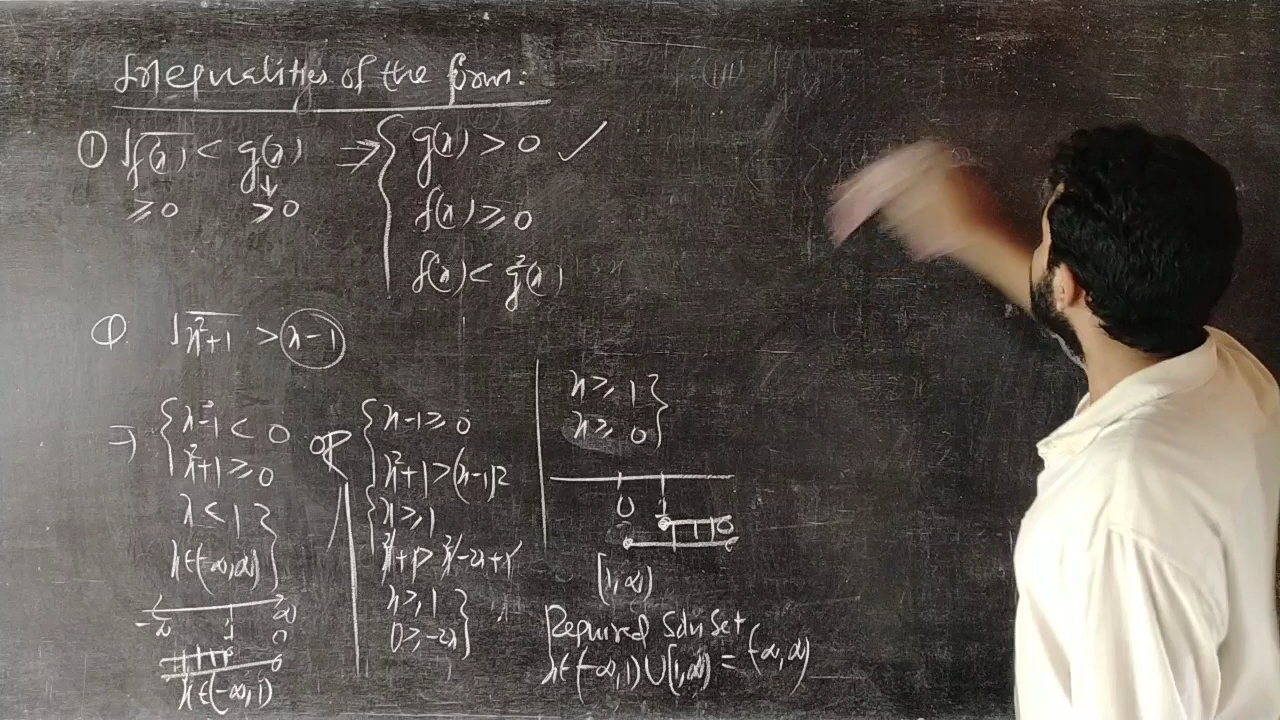 Inequalities of the form:
① √f(x) < g(x) ⇒ { g(x) > 0 ✓
≥0 ↓ >0 f(x) ≥ 0
f(x) < g²(x)
Q. √x²+1 > x-1
⇒ { x-1 < 0
x²+1 ≥ 0
x < 1 }
x∈(-∞,∞) }
-∞ 1 ∞
x∈(-∞,1)
or { x-1 ≥ 0
x²+1 > (x-1)2
{ x ≥ 1
x²+1 > x²-2x+1
x ≥ 1 }
0 ≥ -2x }
x ≥ 1 }
x ≥ 0 }
0 1
[1,∞)
Required Soln Set
x∈(-∞,1)∪[1,∞) = (-∞,∞)